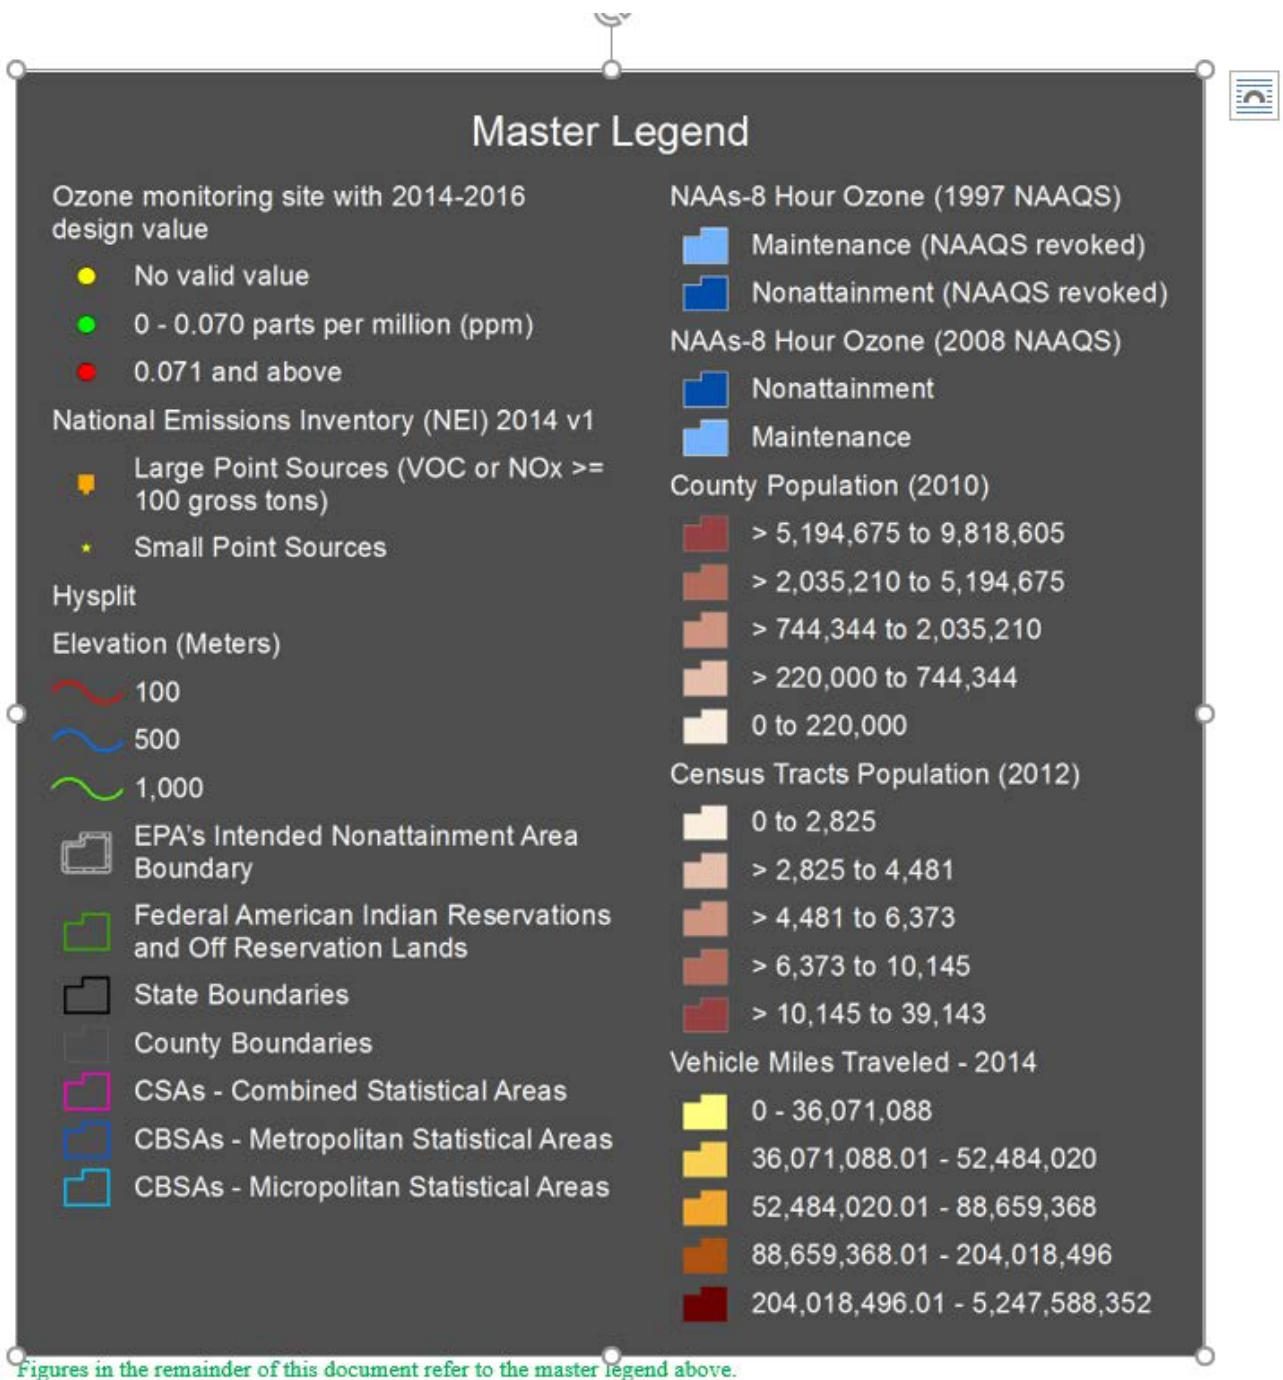 Master Legend
Ozone monitoring site with 2014-2016
design value
No valid value
0 - 0.070 parts per million (ppm)
0.071 and above
National Emissions Inventory (NEI) 2014 v1
Large Point Sources (VOC or NOx >=
100 gross tons)
Small Point Sources
Hysplit
Elevation (Meters)
100
500
1,000
EPA's Intended Nonattainment Area
Boundary
Federal American Indian Reservations
and Off Reservation Lands
State Boundaries
County Boundaries
CSAs - Combined Statistical Areas
CBSAs - Metropolitan Statistical Areas
CBSAs - Micropolitan Statistical Areas
NAAs-8 Hour Ozone (1997 NAAQS)
Maintenance (NAAQS revoked)
Nonattainment (NAAQS revoked)
NAAs-8 Hour Ozone (2008 NAAQS)
Nonattainment
Maintenance
County Population (2010)
> 5,194,675 to 9,818,605
> 2,035,210 to 5,194,675
> 744,344 to 2,035,210
> 220,000 to 744,344
0 to 220,000
Census Tracts Population (2012)
0 to 2,825
> 2,825 to 4,481
> 4,481 to 6,373
> 6,373 to 10,145
> 10,145 to 39,143
Vehicle Miles Traveled - 2014
0 - 36,071,088
36,071,088.01 - 52,484,020
52,484,020.01 - 88,659,368
88,659,368.01 - 204,018,496
204,018,496.01 - 5,247,588,352
Figures in the remainder of this document refer to the master legend above.